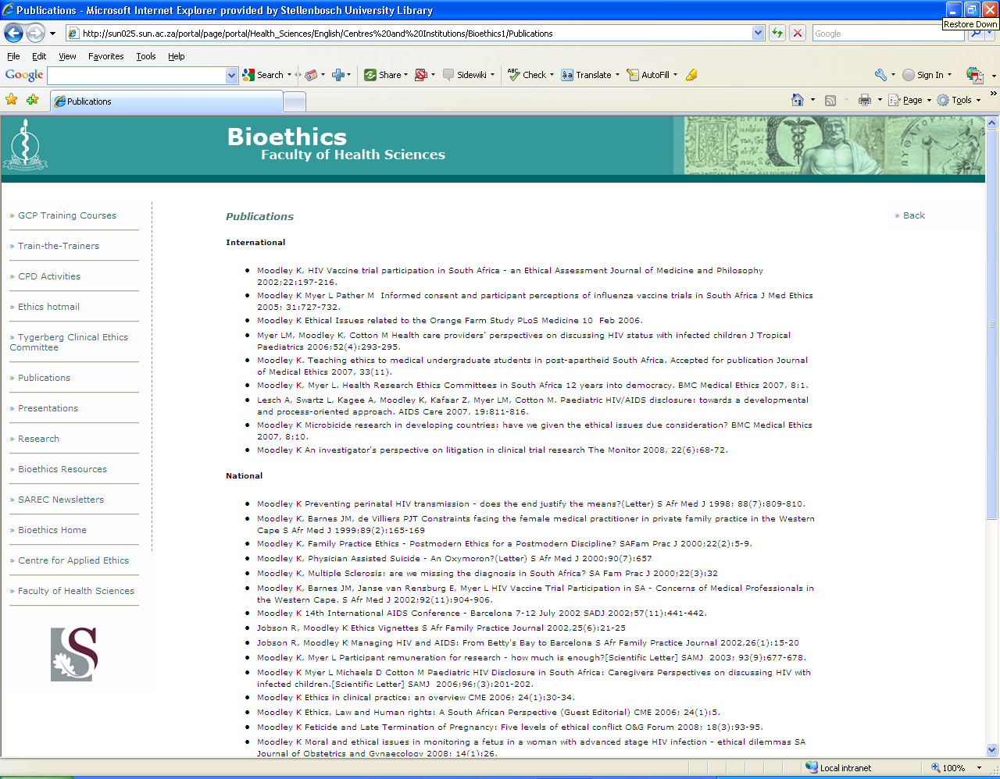 Publications - Microsoft Internet Explorer provided by Stellenbosch University Library
http://sun025.sun.ac.za/portal/page/portal/Health_Sciences/English/Centres%20and%20Institutions/Bioethics1/Publications
Google
Restore Down
File Edit View Favorites Tools Help
Google Search Share Sidewiki Check Translate AutoFill Sign In
Publications
Page Tools
Bioethics
Faculty of Health Sciences
» GCP Training Courses
» Train-the-Trainers
» CPD Activities
» Ethics hotmail
» Tygerberg Clinical Ethics
Committee
» Publications
» Presentations
» Research
» Bioethics Resources
» SAREC Newsletters
» Bioethics Home
» Centre for Applied Ethics
» Faculty of Health Sciences
S
Publications
» Back
International
• Moodley K, HIV Vaccine trial participation in South Africa - an Ethical Assessment Journal of Medicine and Philosophy
2002;22:197-216.
• Moodley K Myer L Pather M  Informed consent and participant perceptions of influenza vaccine trials in South Africa J Med Ethics
2005; 31:727-732.
• Moodley K Ethical Issues related to the Orange Farm Study PLoS Medicine 10  Feb 2006.
• Myer LM, Moodley K, Cotton M Health care providers' perspectives on discussing HIV status with infected children J Tropical
Paediatrics 2006;52(4):293-295.
• Moodley K. Teaching ethics to medical undergraduate students in post-apartheid South Africa. Accepted for publication Journal
of Medical Ethics 2007, 33(11).
• Moodley K, Myer L. Health Research Ethics Committees in South Africa 12 years into democracy. BMC Medical Ethics 2007, 8:1.
• Lesch A, Swartz L, Kagee A, Moodley K, Kafaar Z, Myer LM, Cotton M. Paediatric HIV/AIDS disclosure: towards a developmental
and process-oriented approach. AIDS Care 2007, 19:811-816.
• Moodley K Microbicide research in developing countries: have we given the ethical issues due consideration? BMC Medical Ethics
2007, 8:10.
• Moodley K An investigator's perspective on litigation in clinical trial research The Monitor 2008, 22(6):68-72.
National
• Moodley K Preventing perinatal HIV transmission - does the end justify the means?(Letter) S Afr Med J 1998; 88(7):809-810.
• Moodley K, Barnes JM, de Villiers PJT Constraints facing the female medical practitioner in private family practice in the Western
Cape S Afr Med J 1999;89(2):165-169
• Moodley K, Family Practice Ethics - Postmodern Ethics for a Postmodern Discipline? SAFam Prac J 2000;22(2):5-9.
• Moodley K, Physician Assisted Suicide - An Oxymoron?(Letter) S Afr Med J 2000;90(7):657
• Moodley K, Multiple Sclerosis: are we missing the diagnosis in South Africa? SA Fam Prac J 2000;22(3):32
• Moodley K, Barnes JM, Janse van Rensburg E, Myer L HIV Vaccine Trial Participation in SA - Concerns of Medical Professionals in
the Western Cape. S Afr Med J 2002;92(11):904-906.
• Moodley K 14th International AIDS Conference - Barcelona 7-12 July 2002 SADJ 2002;57(11):441-442.
• Jobson R, Moodley K Ethics Vignettes S Afr Family Practice Journal 2002,25(6):21-25
• Jobson R, Moodley K Managing HIV and AIDS: From Betty's Bay to Barcelona S Afr Family Practice Journal 2002,26(1):15-20
• Moodley K, Myer L Participant remuneration for research - how much is enough?[Scientific Letter] SAMJ  2003; 93(9):677-678.
• Moodley K Myer L Michaels D Cotton M Paediatric HIV Disclosure in South Africa: Caregivers Perspectives on discussing HIV with
infected children.[Scientific Letter] SAMJ  2006;96;(3):201-202.
• Moodley K Ethics in clinical practice: an overview CME 2006; 24(1):30-34.
• Moodley K Ethics, Law and Human rights: A South African Perspective (Guest Editorial) CME 2006; 24(1):5.
• Moodley K Feticide and Late Termination of Pregnancy: Five levels of ethical conflict O&G Forum 2008; 18(3):93-95.
• Moodley K Moral and ethical issues in monitoring a fetus in a woman with advanced stage HIV infection - ethical dilemmas SA
Journal of Obstetrics and Gynaecology 2008; 14(1):26.
Local intranet 100%